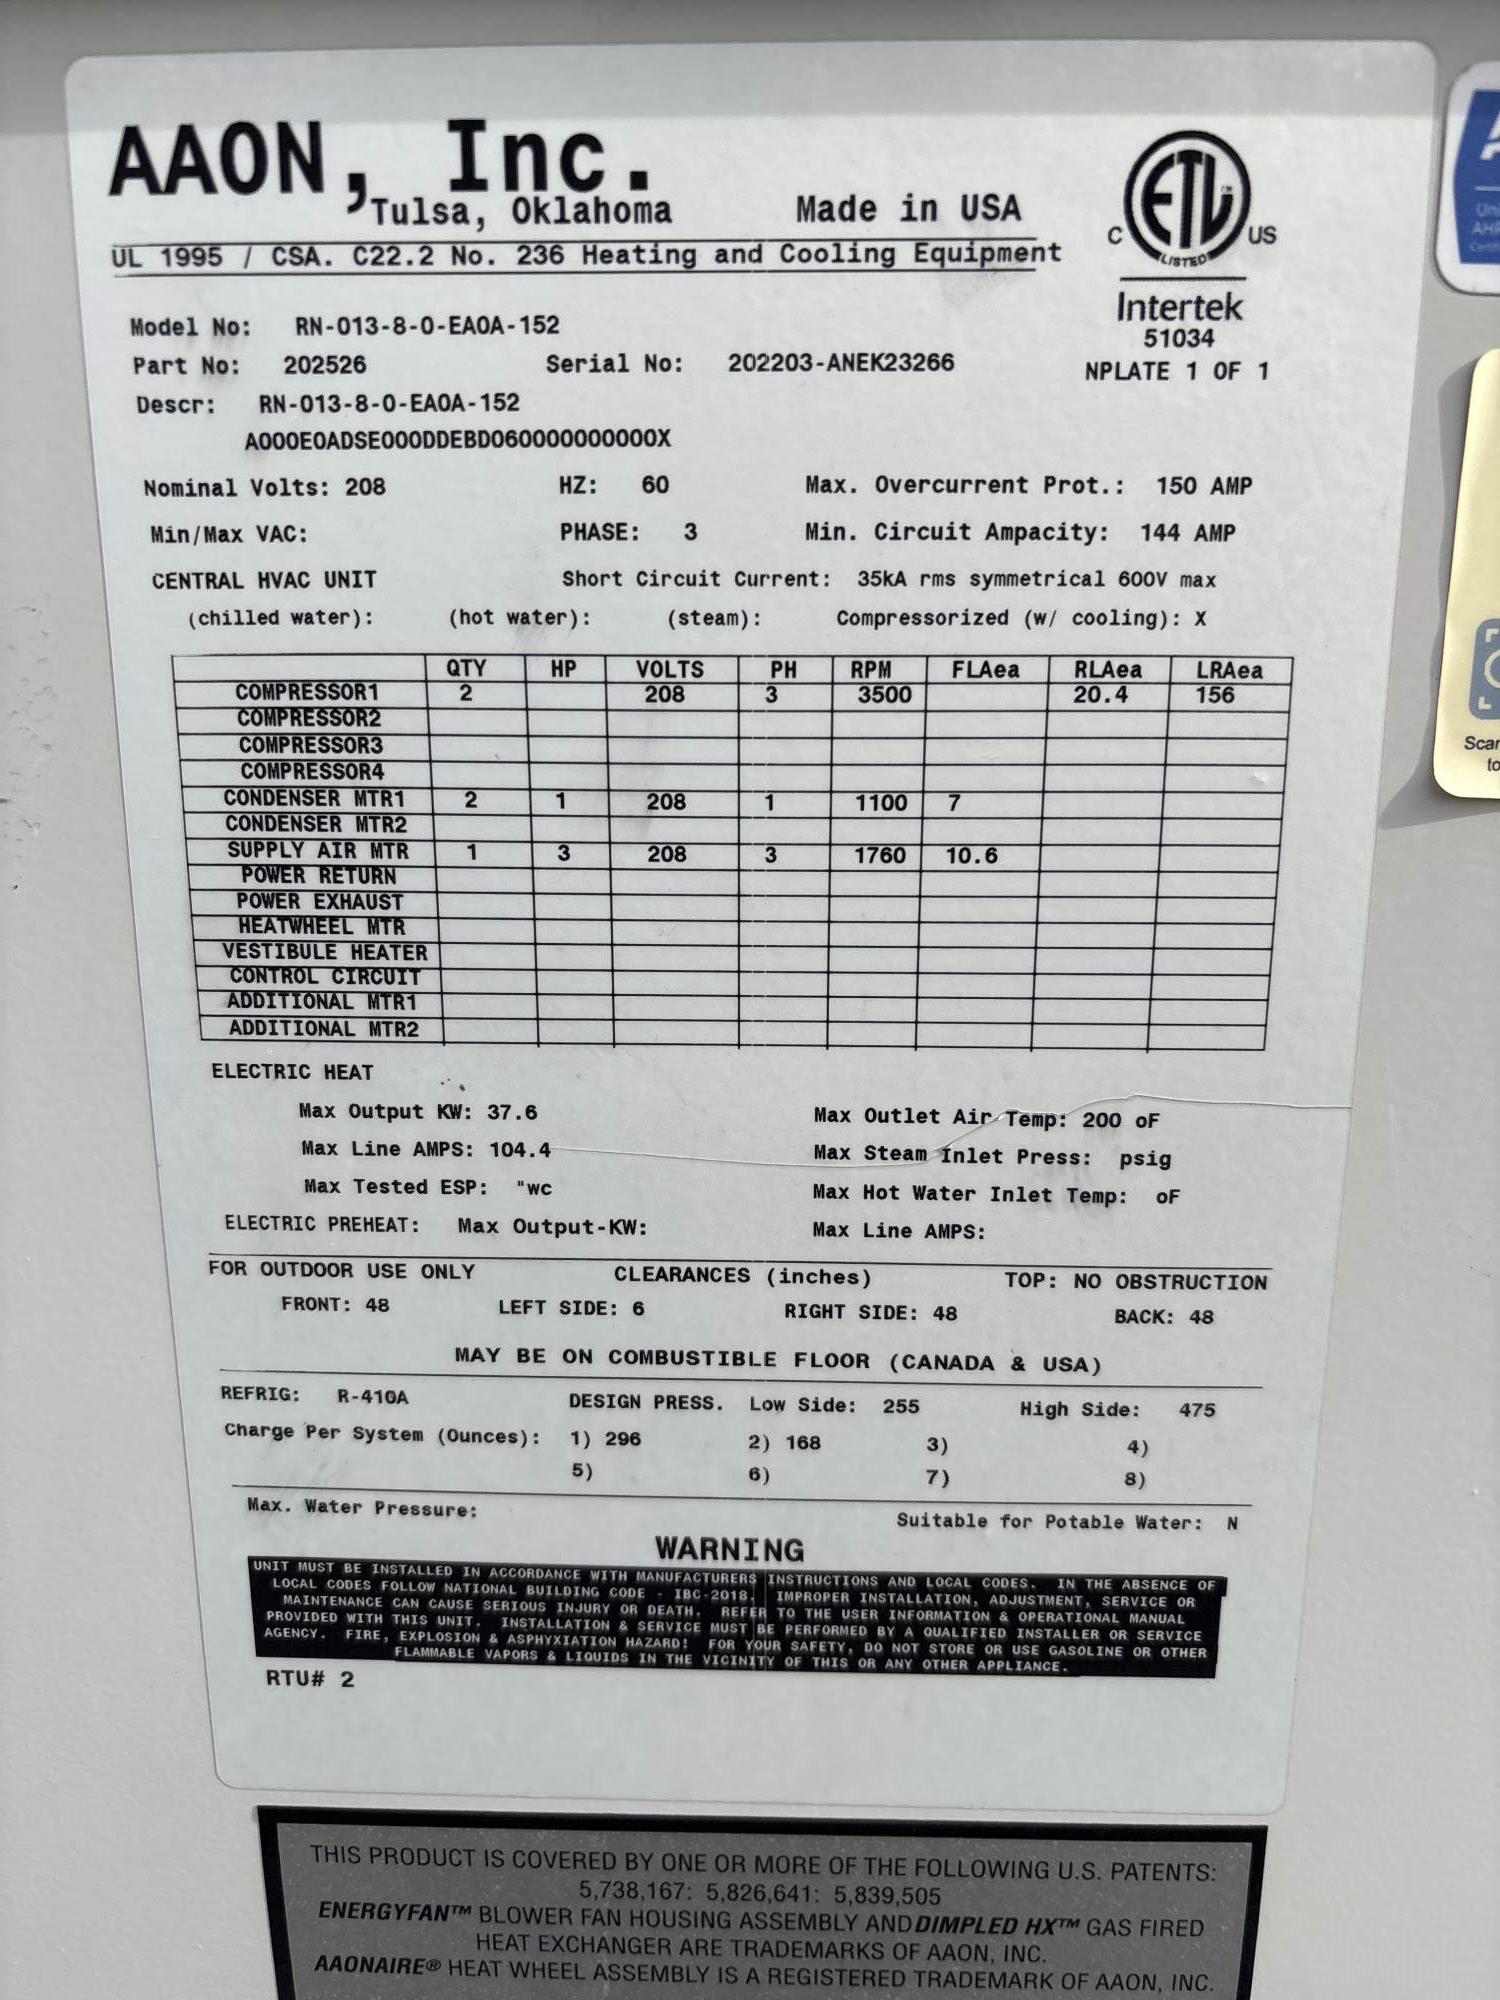 AAON, Inc.
Tulsa, Oklahoma Made in USA
UL 1995 / CSA. C22.2 No. 236 Heating and Cooling Equipment
C ETL US
LISTED
Intertek
51034
NPLATE 1 OF 1
Model No: RN-013-8-0-EA0A-152
Part No: 202526 Serial No: 202203-ANEK23266
Descr: RN-013-8-0-EA0A-152
A000E0ADSE000DDEBD060000000000X
Nominal Volts: 208 HZ: 60 Max. Overcurrent Prot.: 150 AMP
Min/Max VAC: PHASE: 3 Min. Circuit Ampacity: 144 AMP
CENTRAL HVAC UNIT Short Circuit Current: 35kA rms symmetrical 600V max
(chilled water): (hot water): (steam): Compressorized (w/ cooling): X
QTY HP VOLTS PH RPM FLAea RLAea LRAea
COMPRESSOR1 2 208 3 3500 20.4 156
COMPRESSOR2
COMPRESSOR3
COMPRESSOR4
CONDENSER MTR1 2 1 208 1 1100 7
CONDENSER MTR2
SUPPLY AIR MTR 1 3 208 3 1760 10.6
POWER RETURN
POWER EXHAUST
HEATWHEEL MTR
VESTIBULE HEATER
CONTROL CIRCUIT
ADDITIONAL MTR1
ADDITIONAL MTR2
ELECTRIC HEAT
Max Output KW: 37.6 Max Outlet Air Temp: 200 oF
Max Line AMPS: 104.4 Max Steam Inlet Press: psig
Max Tested ESP: "wc Max Hot Water Inlet Temp: oF
ELECTRIC PREHEAT: Max Output-KW: Max Line AMPS:
FOR OUTDOOR USE ONLY CLEARANCES (inches) TOP: NO OBSTRUCTION
FRONT: 48 LEFT SIDE: 6 RIGHT SIDE: 48 BACK: 48
MAY BE ON COMBUSTIBLE FLOOR (CANADA & USA)
REFRIG: R-410A DESIGN PRESS. Low Side: 255 High Side: 475
Charge Per System (Ounces): 1) 296 2) 168 3) 4)
5) 6) 7) 8)
Max. Water Pressure: Suitable for Potable Water: N
WARNING
UNIT MUST BE INSTALLED IN ACCORDANCE WITH MANUFACTURERS INSTRUCTIONS AND LOCAL CODES. IN THE ABSENCE OF
LOCAL CODES FOLLOW NATIONAL BUILDING CODE - IBC-2018. IMPROPER INSTALLATION, ADJUSTMENT, SERVICE OR
MAINTENANCE CAN CAUSE SERIOUS INJURY OR DEATH. REFER TO THE USER INFORMATION & OPERATIONAL MANUAL
PROVIDED WITH THIS UNIT. INSTALLATION & SERVICE MUST BE PERFORMED BY A QUALIFIED INSTALLER OR SERVICE
AGENCY. FIRE, EXPLOSION & ASPHYXIATION HAZARD! FOR YOUR SAFETY, DO NOT STORE OR USE GASOLINE OR OTHER
FLAMMABLE VAPORS & LIQUIDS IN THE VICINITY OF THIS OR ANY OTHER APPLIANCE.
RTU# 2
THIS PRODUCT IS COVERED BY ONE OR MORE OF THE FOLLOWING U.S. PATENTS:
5,738,167: 5,826,641: 5,839,505
ENERGYFAN™ BLOWER FAN HOUSING ASSEMBLY AND DIMPLED HX™ GAS FIRED
HEAT EXCHANGER ARE TRADEMARKS OF AAON, INC.
AAONAIRE® HEAT WHEEL ASSEMBLY IS A REGISTERED TRADEMARK OF AAON, INC.